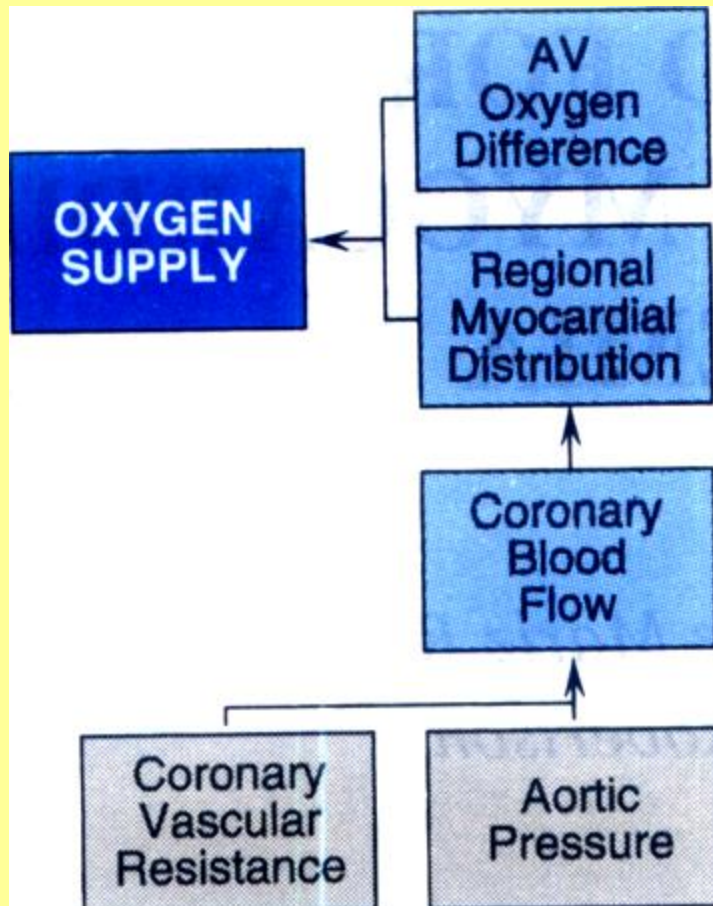 AV
Oxygen
Difference
OXYGEN
SUPPLY
Regional
Myocardial
Distribution
Coronary
Blood
Flow
Coronary
Vascular
Resistance
Aortic
Pressure